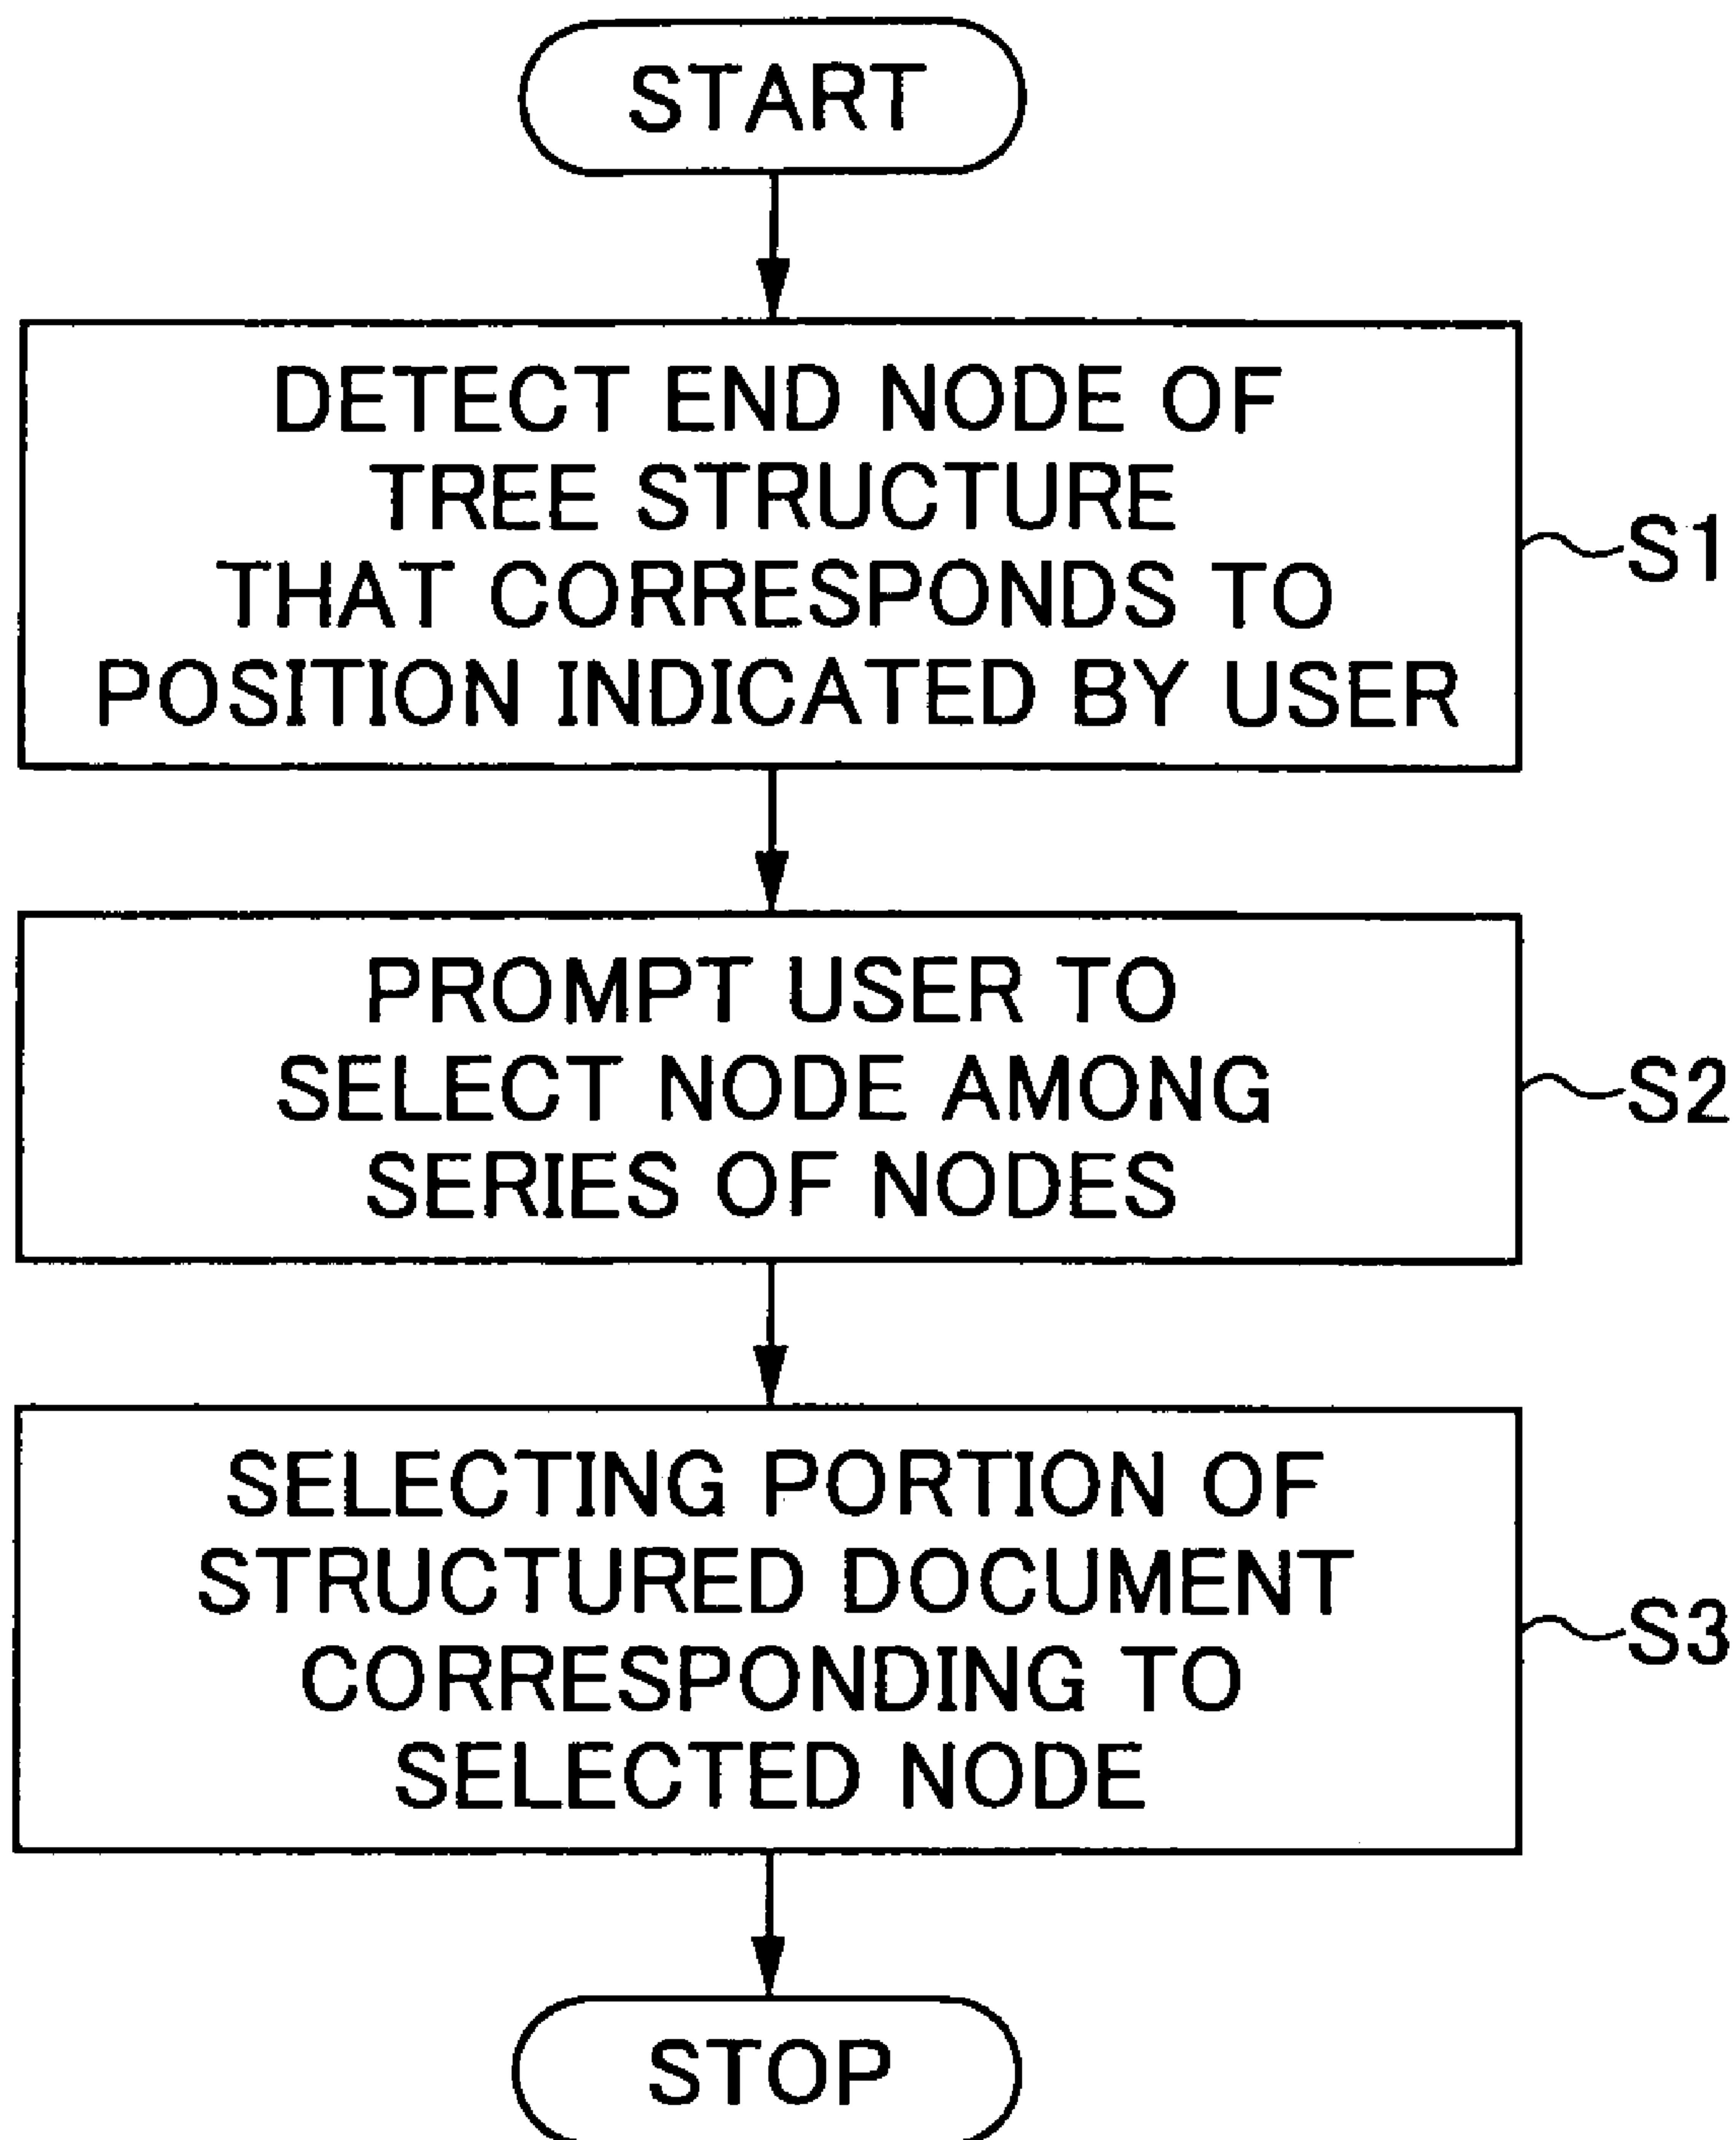 START
DETECT END NODE OF
TREE STRUCTURE
THAT CORRESPONDS TO
POSITION INDICATED BY USER
S1
PROMPT USER TO
SELECT NODE AMONG
SERIES OF NODES
S2
SELECTING PORTION OF
STRUCTURED DOCUMENT
CORRESPONDING TO
SELECTED NODE
S3
STOP